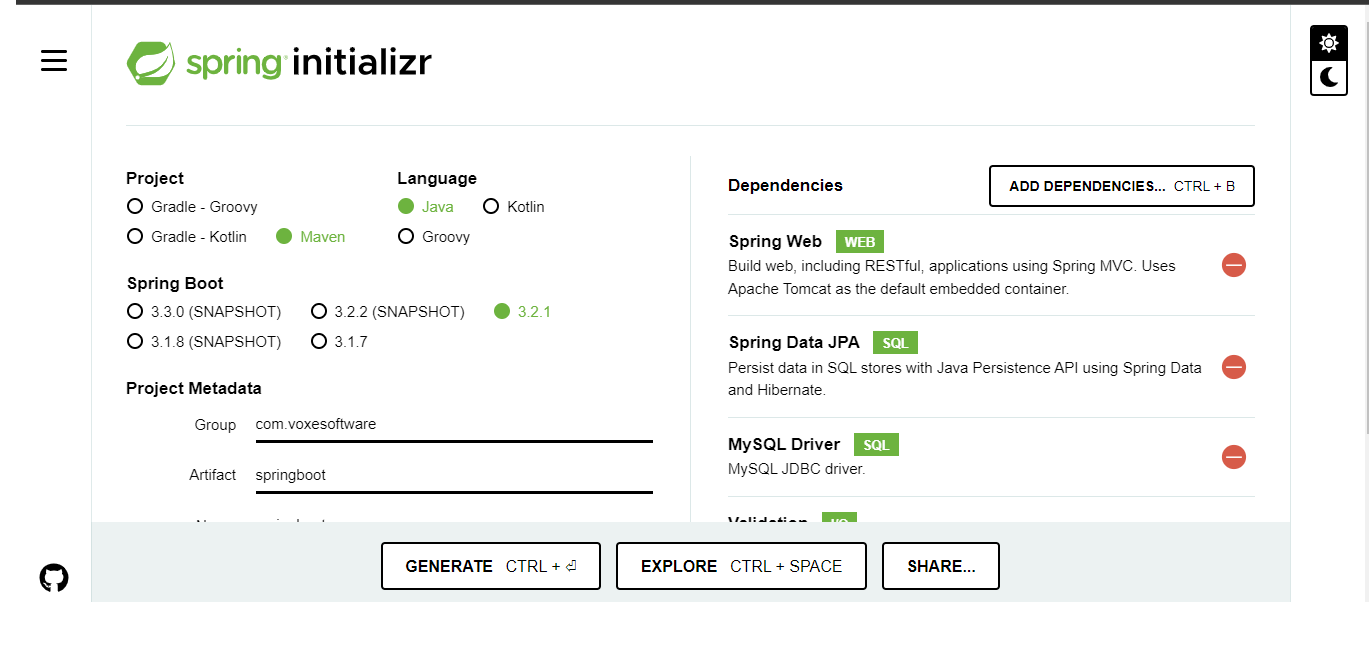 spring initializr
Project
Gradle - Groovy
Gradle - Kotlin
Maven
Language
Java
Kotlin
Groovy
Spring Boot
3.3.0 (SNAPSHOT)
3.2.2 (SNAPSHOT)
3.2.1
3.1.8 (SNAPSHOT)
3.1.7
Project Metadata
Group com.voxesoftware
Artifact springboot
Dependencies
ADD DEPENDENCIES... CTRL + B
Spring Web WEB
Build web, including RESTful, applications using Spring MVC. Uses
Apache Tomcat as the default embedded container.
Spring Data JPA SQL
Persist data in SQL stores with Java Persistence API using Spring Data
and Hibernate.
MySQL Driver SQL
MySQL JDBC driver.
Validation I/O
GENERATE CTRL + ⏎
EXPLORE CTRL + SPACE
SHARE...